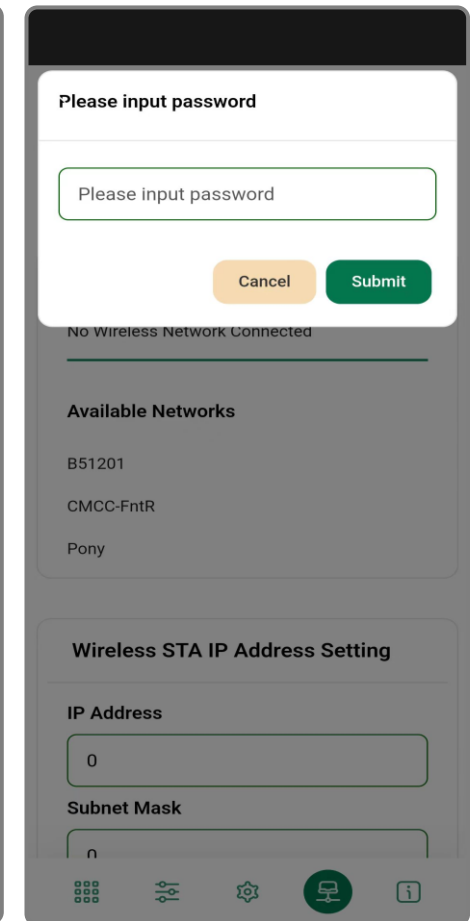 Please input password
Please input password
Cancel Submit
No Wireless Network Connected
Available Networks
B51201
CMCC-FntR
Pony
Wireless STA IP Address Setting
IP Address
0
Subnet Mask
0